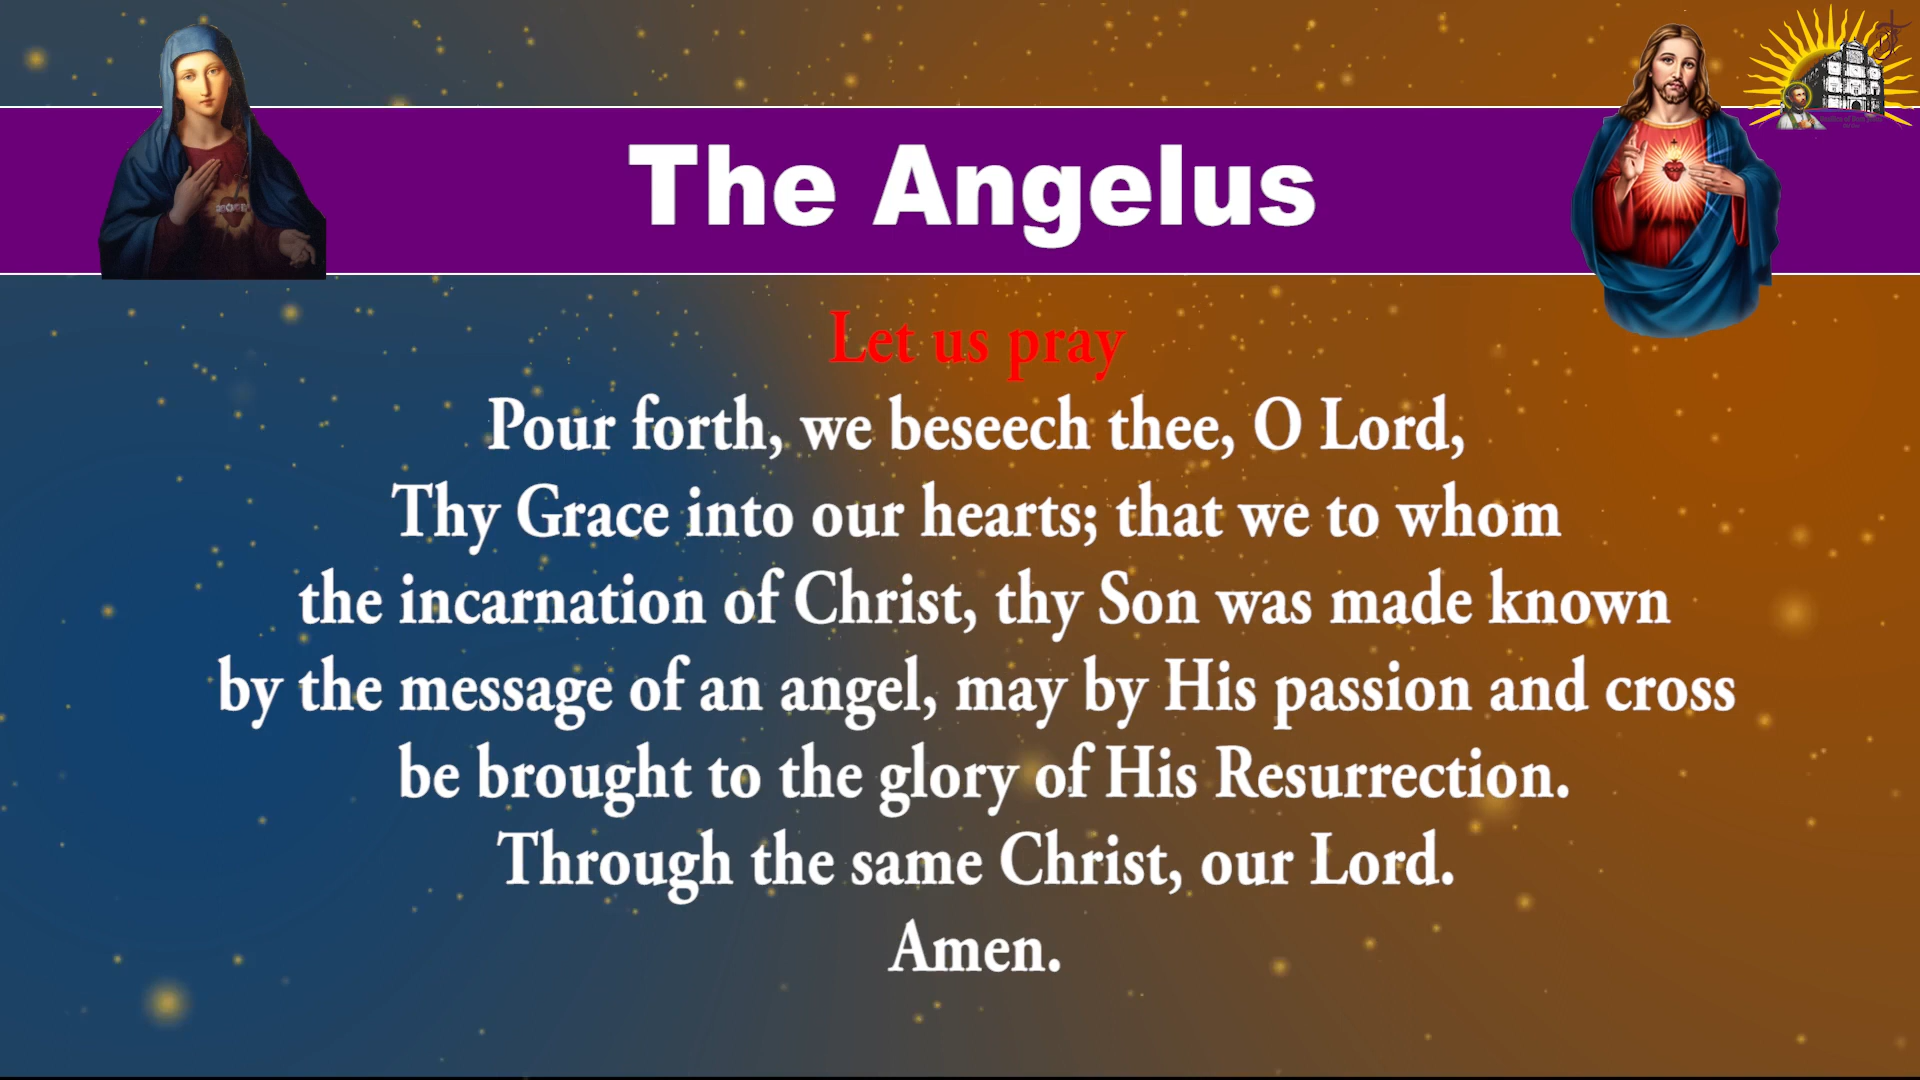 The Angelus
Let us pray
Pour forth, we beseech thee, O Lord,
Thy Grace into our hearts; that we to whom
the incarnation of Christ, thy Son was made known
by the message of an angel, may by His passion and cross
be brought to the glory of His Resurrection.
Through the same Christ, our Lord.
Amen.